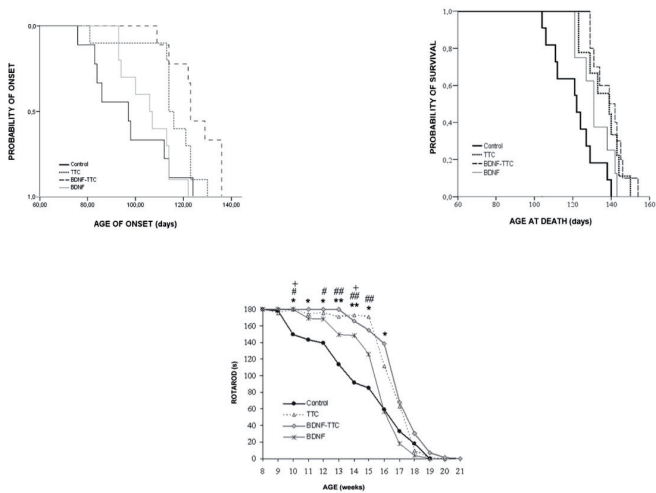 0,0
0,5
1,0
PROBABILITY OF ONSET
Control
TTC
BDNF-TTC
BDNF
60,00 80,00 100,00 120,00 140,00
AGE OF ONSET (days)
1,0
0,8
0,6
0,4
0,2
0,0
PROBABILITY OF SURVIVAL
Control
TTC
BDNF-TTC
BDNF
60 80 100 120 140 160
AGE AT DEATH (days)
+ +
# # ## ## ##
* * * ** ** * *
180
160
140
120
100
80
60
40
20
0
ROTAROD (s)
Control
TTC
BDNF-TTC
BDNF
8 9 10 11 12 13 14 15 16 17 18 19 20 21
AGE (weeks)